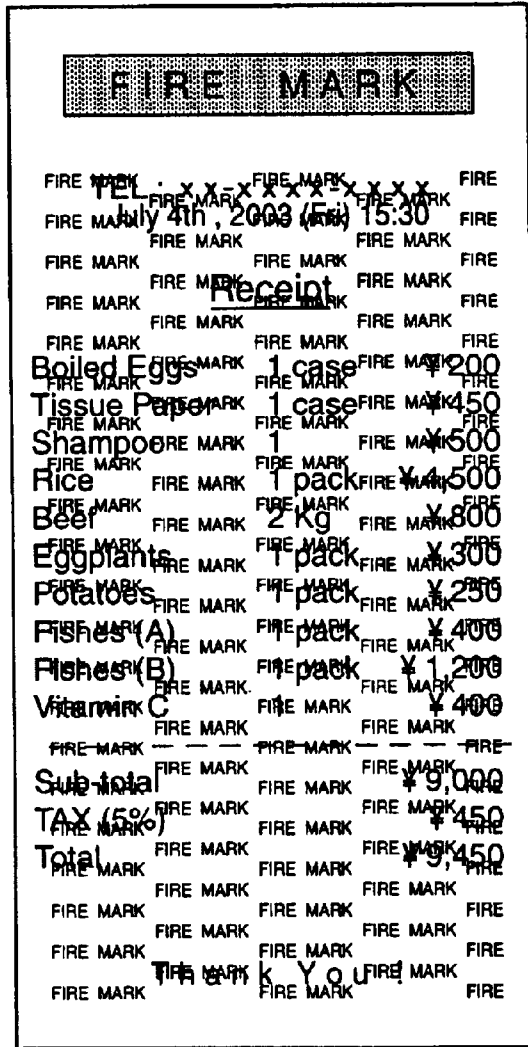 FIRE MARK
TEL : x x - x x x x - x x x x
July 4th , 2003 (Fri) 15:30
Receipt
Boiled Eggs 1 case ¥ 200
Tissue Paper 1 case ¥ 450
Shampoo 1 ¥ 500
Rice 1 pack ¥ 4,500
Beef 2 Kg ¥ 800
Eggplants 1 pack ¥ 300
Potatoes 1 pack ¥ 250
Fishes (A) 1 pack ¥ 400
Fishes (B) 1 pack ¥ 1,200
Vitamin C 1 ¥ 400
Sub-total ¥ 9,000
TAX (5%) ¥ 450
Total ¥ 9,450
Thank You !